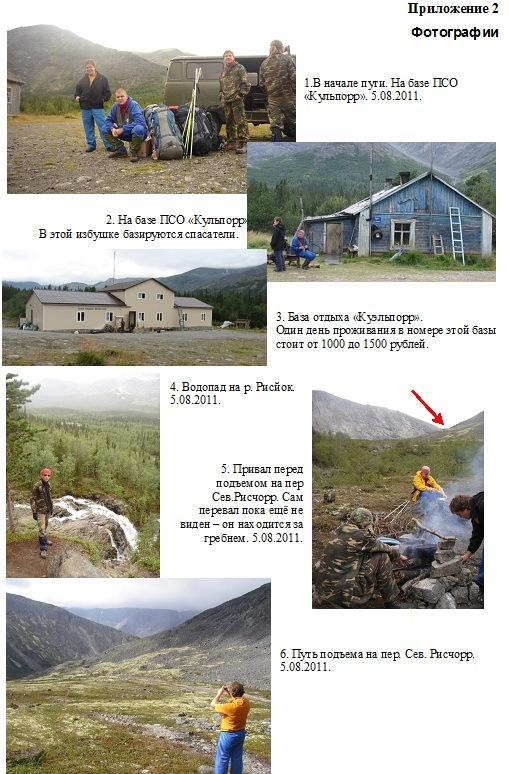 Приложение 2
Фотографии
1.В начале пути. На базе ПСО
«Кульпорр». 5.08.2011.
2. На базе ПСО «Кульпорр»
В этой избушке базируются спасатели.
3. База отдыха «Куэльпорр».
Один день проживания в номере этой базы
стоит от 1000 до 1500 рублей.
4. Водопад на р. Рисйок.
5.08.2011.
5. Привал перед
подъемом на пер
Сев.Рисчорр. Сам
перевал пока ещё не
виден – он находится за
гребнем. 5.08.2011.
6. Путь подъема на пер. Сев. Рисчорр.
5.08.2011.